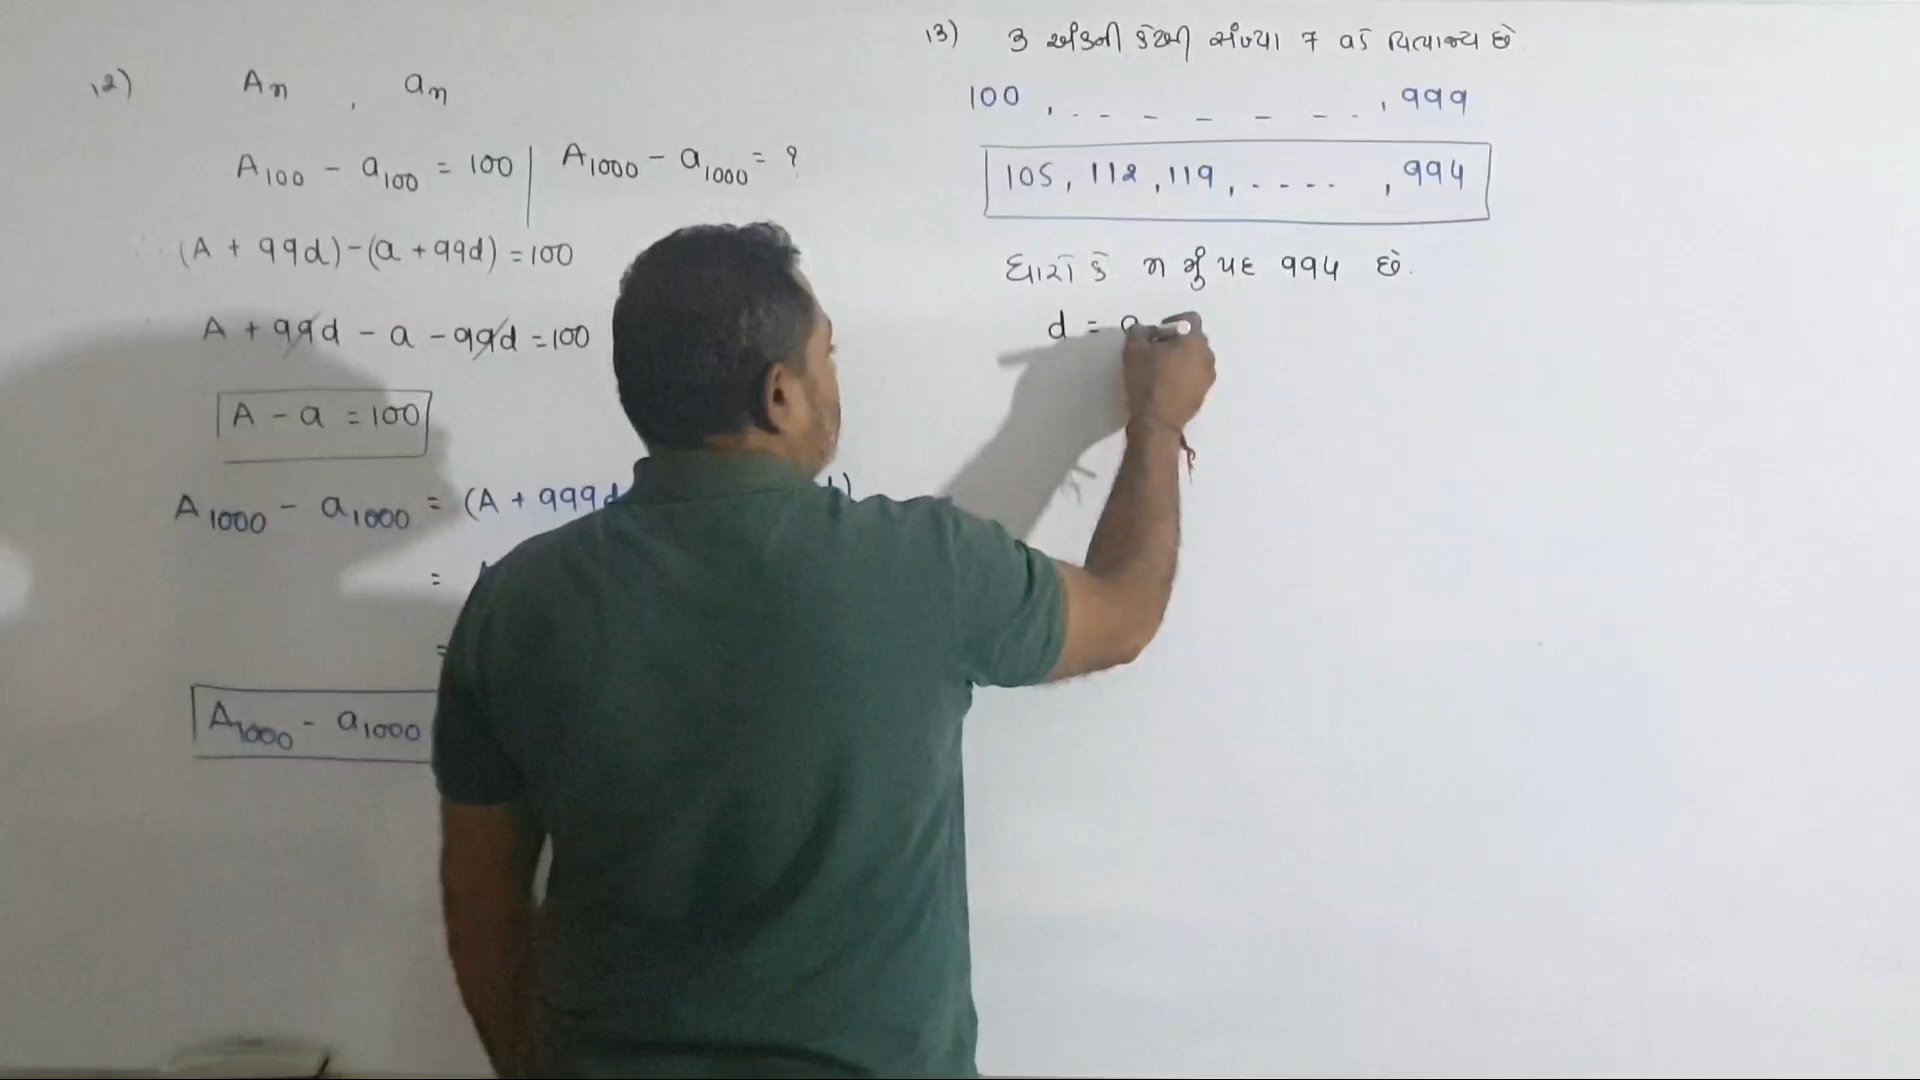 12) An , an
A100 - a100 = 100 | A1000 - a1000 = ?
(A + 99d) - (a + 99d) = 100
A + 99d - a - 99d = 100
A - a = 100
A1000 - a1000 = (A + 999d
=
=
A1000 - a1000
13) 3 અંકની કેટલી સંખ્યા 7 વડે વિભાજ્ય છે.
100 , . - - - - - . , 999
105, 112, 119, . - - - - , 994
ધારો કે n મું પદ 994 છે.
d = a